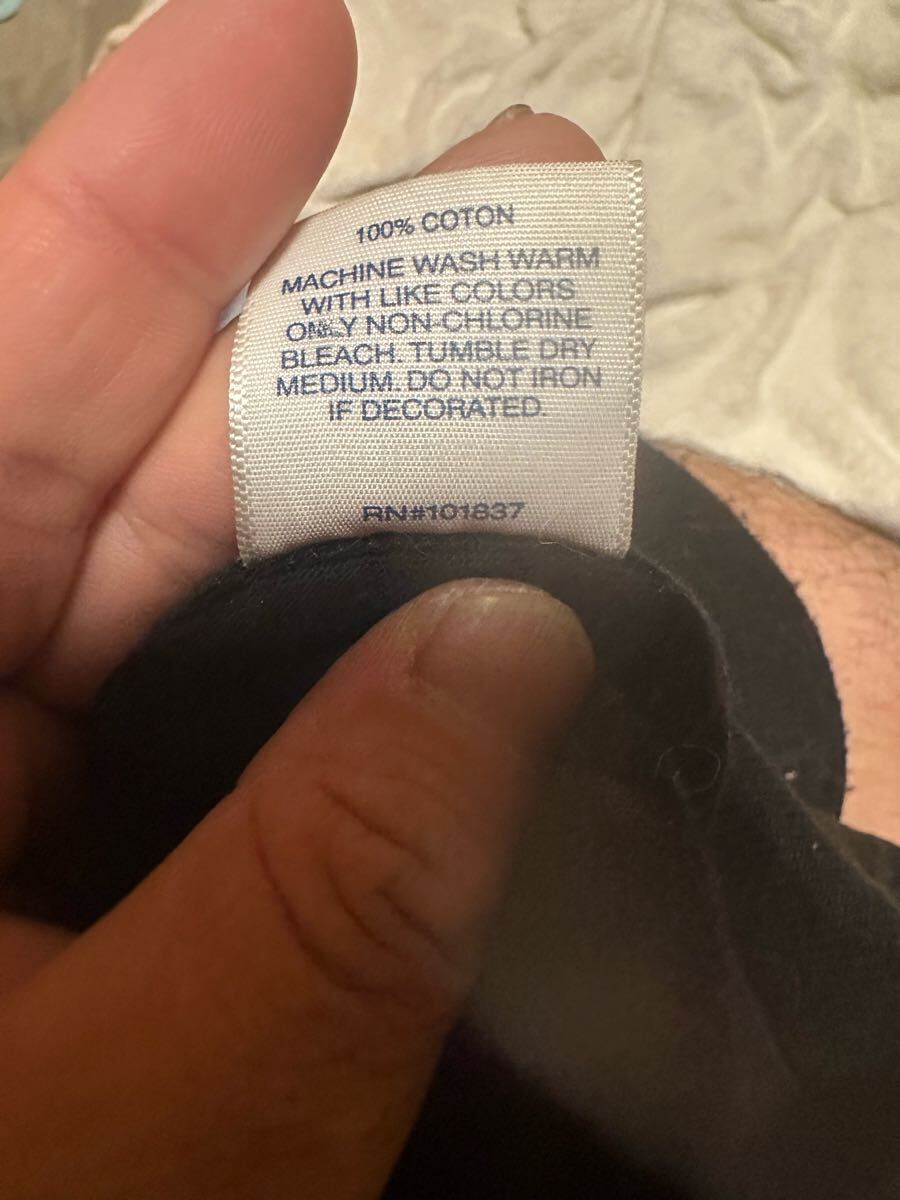 100% COTON
MACHINE WASH WARM
WITH LIKE COLORS
ONLY NON-CHLORINE
BLEACH. TUMBLE DRY
MEDIUM. DO NOT IRON
IF DECORATED.
RN#101837